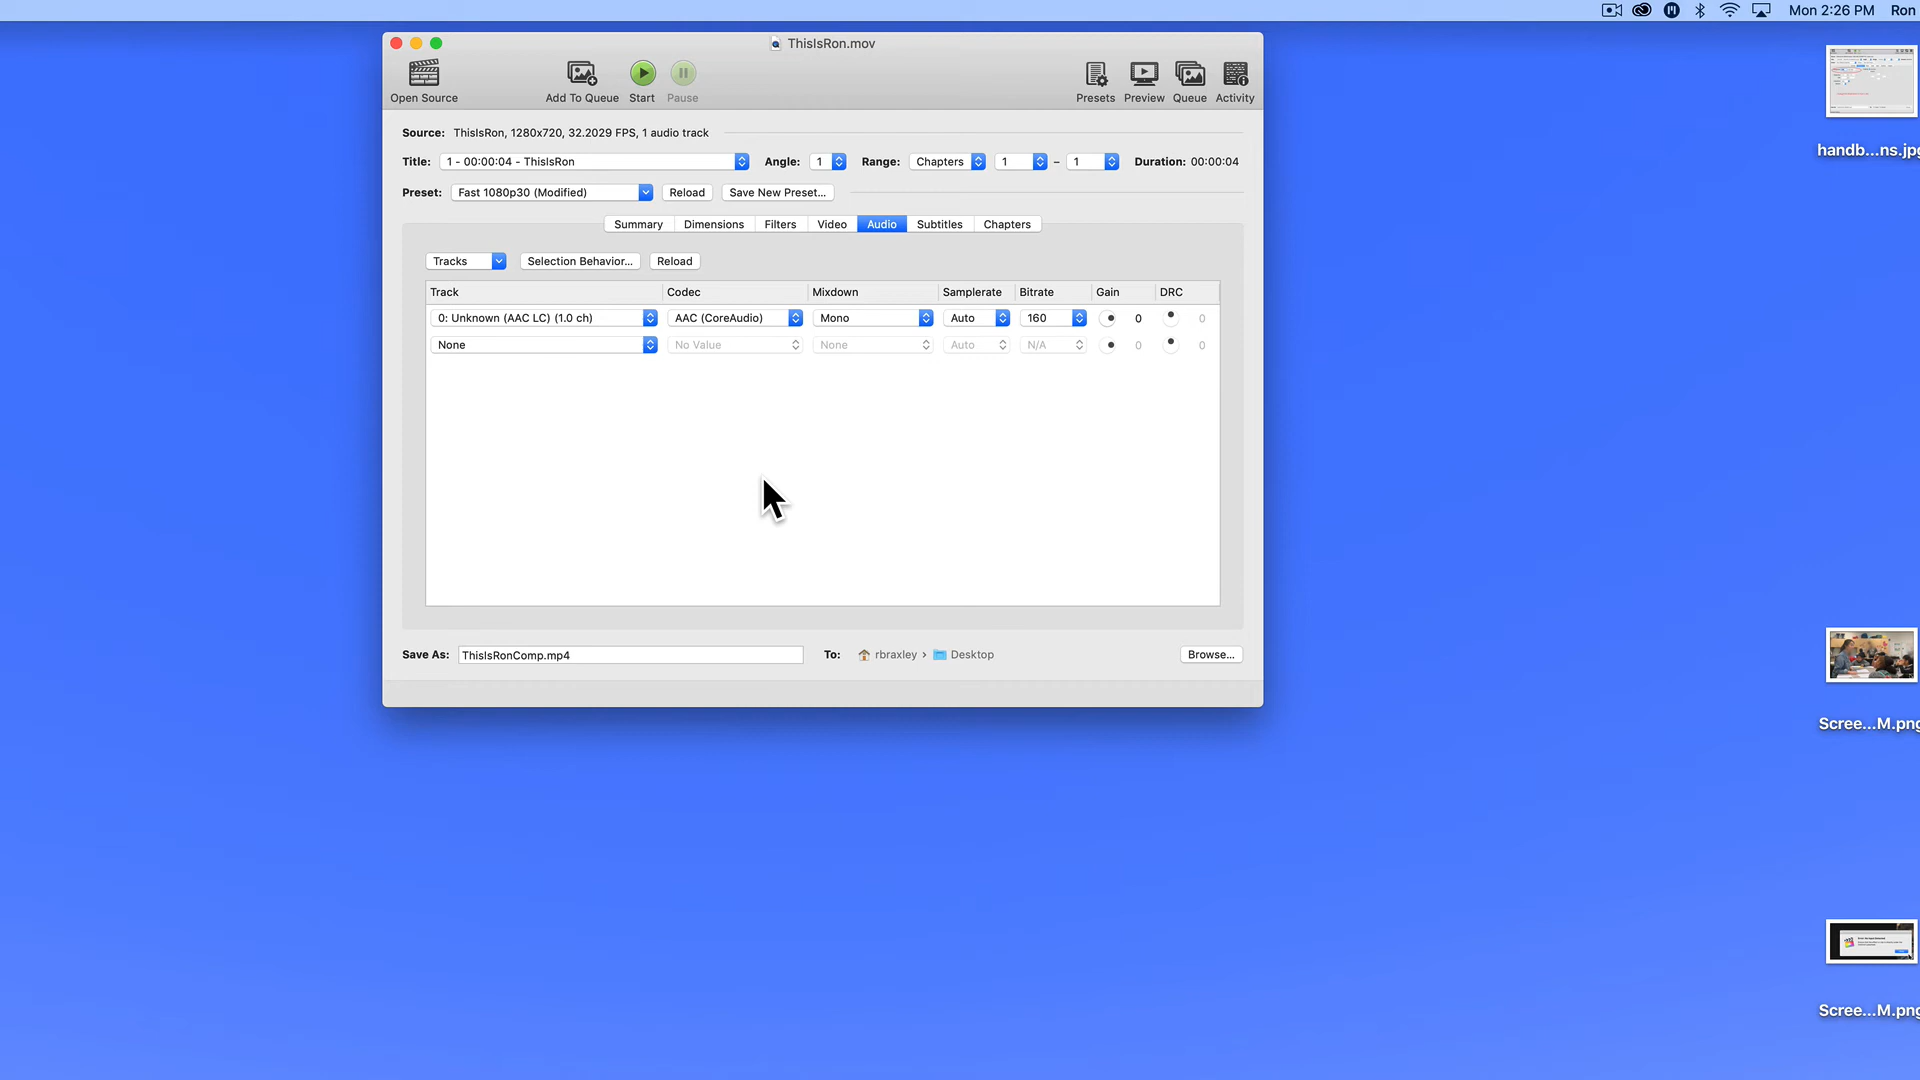 Mon 2:26 PM Ron
ThisIsRon.mov
Open Source Add To Queue Start Pause Presets Preview Queue Activity
Source: ThisIsRon, 1280x720, 32.2029 FPS, 1 audio track
Title: 1 - 00:00:04 - ThisIsRon Angle: 1 Range: Chapters 1 – 1 Duration: 00:00:04
Preset: Fast 1080p30 (Modified) Reload Save New Preset...
Summary Dimensions Filters Video Audio Subtitles Chapters
Tracks Selection Behavior... Reload
Track Codec Mixdown Samplerate Bitrate Gain DRC
0: Unknown (AAC LC) (1.0 ch) AAC (CoreAudio) Mono Auto 160 0 0
None No Value None Auto N/A 0 0
Save As: ThisIsRonComp.mp4 To: rbraxley › Desktop Browse...
handb...ns.jpg
Scree...M.png
Scree...M.png